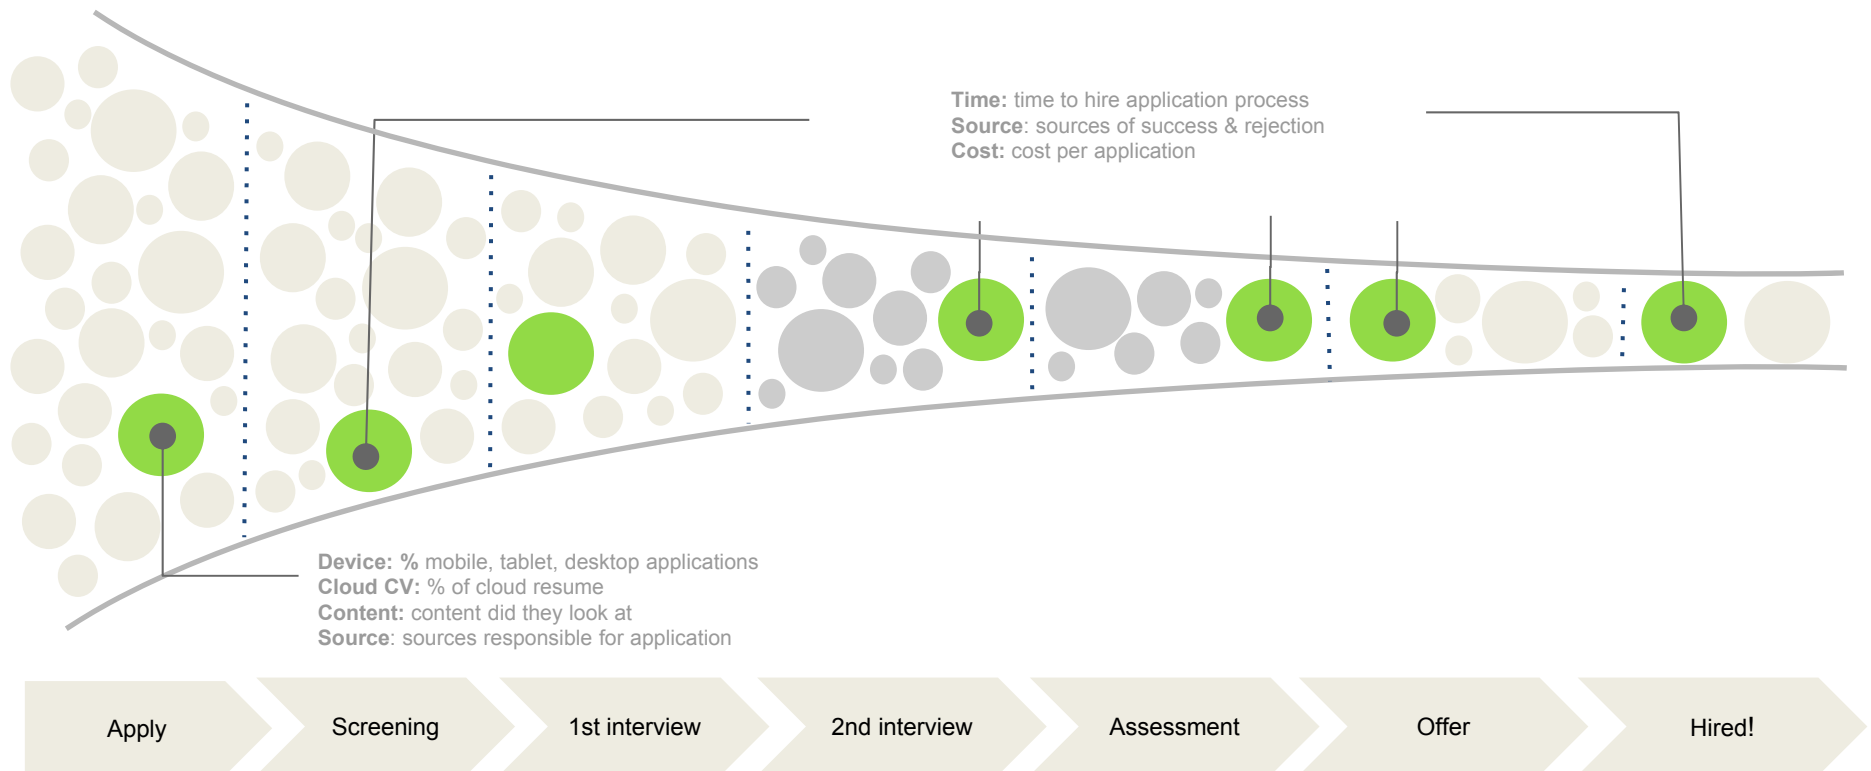 Time: time to hire application process
Source: sources of success & rejection
Cost: cost per application
Device: % mobile, tablet, desktop applications
Cloud CV: % of cloud resume
Content: content did they look at
Source: sources responsible for application
Apply
Screening
1st interview
2nd interview
Assessment
Offer
Hired!